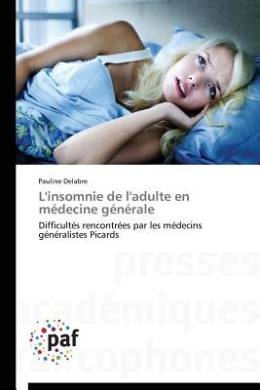 Pauline Delabre
L'insomnie de l'adulte en
médecine générale
Difficultés rencontrées par les médecins
généralistes Picards
presses
académiques
francophones
paf